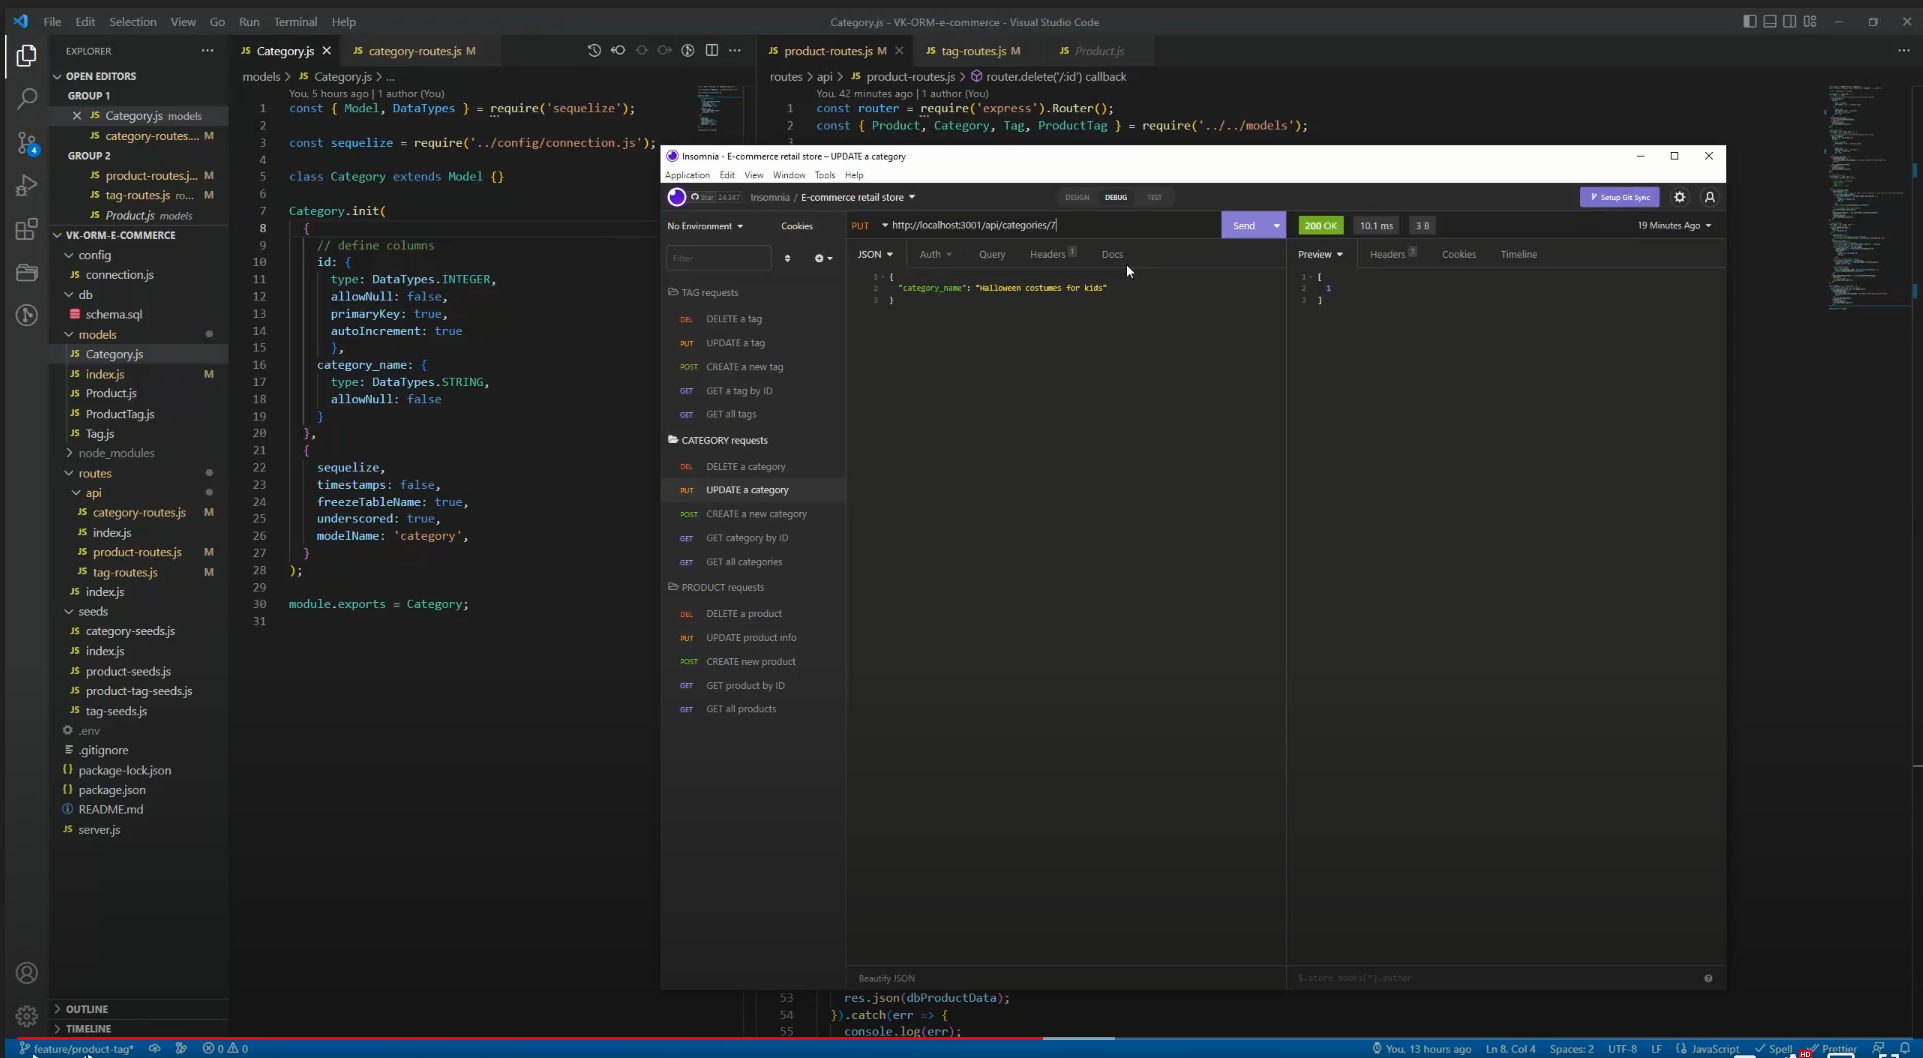 File Edit Selection View Go Run Terminal Help
Category.js - VK-ORM-e-commerce - Visual Studio Code
EXPLORER
OPEN EDITORS
GROUP 1
Category.js models
category-routes.... M
GROUP 2
product-routes.j... M
tag-routes.js ro... M
Product.js models
VK-ORM-E-COMMERCE
config
connection.js
db
schema.sql
models
Category.js
index.js M
Product.js
ProductTag.js
Tag.js
node_modules
routes
api
category-routes.js M
index.js
product-routes.js M
tag-routes.js M
index.js
seeds
category-seeds.js
index.js
product-seeds.js
product-tag-seeds.js
tag-seeds.js
.env
.gitignore
package-lock.json
package.json
README.md
server.js
OUTLINE
TIMELINE
Category.js category-routes.js M
models > Category.js > ...
You, 5 hours ago | 1 author (You)
1 const { Model, DataTypes } = require('sequelize');
2
3 const sequelize = require('../config/connection.js');
4
5 class Category extends Model {}
6
7 Category.init(
8 {
9 // define columns
10 id: {
11 type: DataTypes.INTEGER,
12 allowNull: false,
13 primaryKey: true,
14 autoIncrement: true
15 },
16 category_name: {
17 type: DataTypes.STRING,
18 allowNull: false
19 }
20 },
21 {
22 sequelize,
23 timestamps: false,
24 freezeTableName: true,
25 underscored: true,
26 modelName: 'category',
27 }
28 );
29
30 module.exports = Category;
31
product-routes.js M tag-routes.js M Product.js
routes > api > product-routes.js > router.delete('/:id') callback
You, 42 minutes ago | 1 author (You)
1 const router = require('express').Router();
2 const { Product, Category, Tag, ProductTag } = require('../../models');
Insomnia - E-commerce retail store – UPDATE a category
Application Edit View Window Tools Help
Star 24,347 Insomnia / E-commerce retail store
DESIGN DEBUG TEST
Setup Git Sync
No Environment Cookies
Filter
TAG requests
DEL DELETE a tag
PUT UPDATE a tag
POST CREATE a new tag
GET GET a tag by ID
GET GET all tags
CATEGORY requests
DEL DELETE a category
PUT UPDATE a category
POST CREATE a new category
GET GET category by ID
GET GET all categories
PRODUCT requests
DEL DELETE a product
PUT UPDATE product info
POST CREATE new product
GET GET product by ID
GET GET all products
PUT http://localhost:3001/api/categories/7 Send
JSON Auth Query Headers 1 Docs
1 {
2 "category_name": "Halloween costumes for kids"
3 }
Beautify JSON
200 OK 10.1 ms 3 B 19 Minutes Ago
Preview Headers 7 Cookies Timeline
1 [
2 1
3 ]
$.store.books[*].author
53 res.json(dbProductData);
54 }).catch(err => {
55 console.log(err);
feature/product-tag* 0 0
You, 13 hours ago Ln 8, Col 4 Spaces: 2 UTF-8 LF JavaScript Spell Prettier
HD